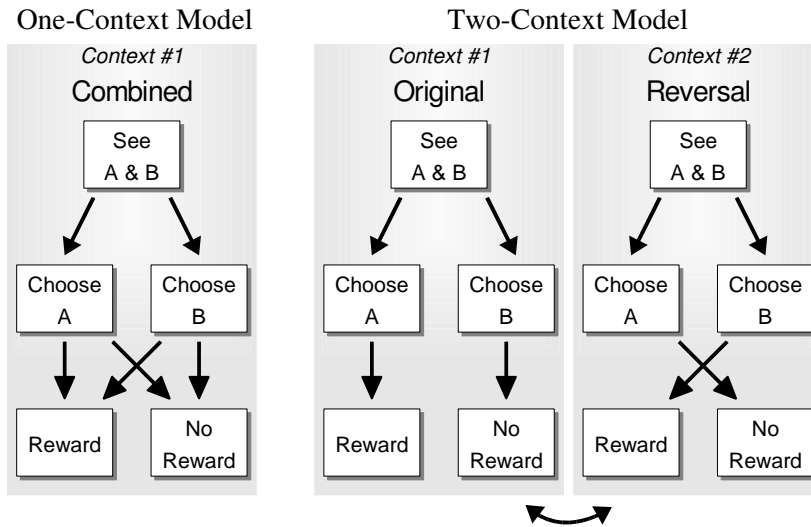 One-Context Model
Two-Context Model
Context #1
Combined
See
A & B
Choose
A
Choose
B
Reward
No
Reward
Context #1
Original
See
A & B
Choose
A
Choose
B
Reward
No
Reward
Context #2
Reversal
See
A & B
Choose
A
Choose
B
Reward
No
Reward